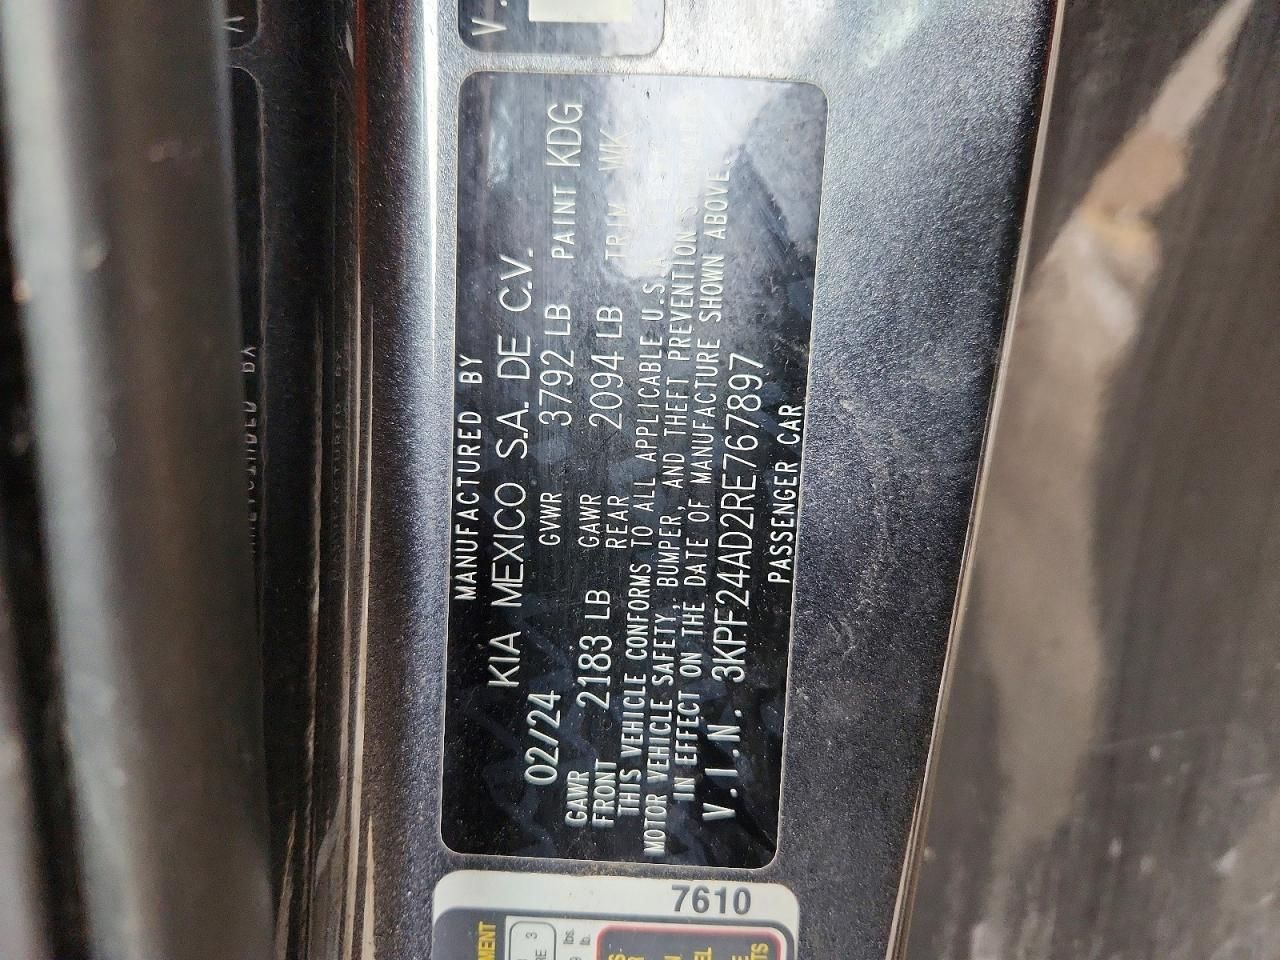 MANUFACTURED BY
KIA MEXICO S.A. DE C.V.
02/24 GVWR 3792 LB PAINT KDG
GAWR FRONT 2183 LB GAWR REAR 2094 LB TRIM WK
THIS VEHICLE CONFORMS TO ALL APPLICABLE U.S.A
MOTOR VEHICLE SAFETY, BUMPER, AND THEFT PREVENTION
IN EFFECT ON THE DATE OF MANUFACTURE SHOWN ABOVE.
V.I.N. 3KPF24AD2RE767897
PASSENGER CAR
7610